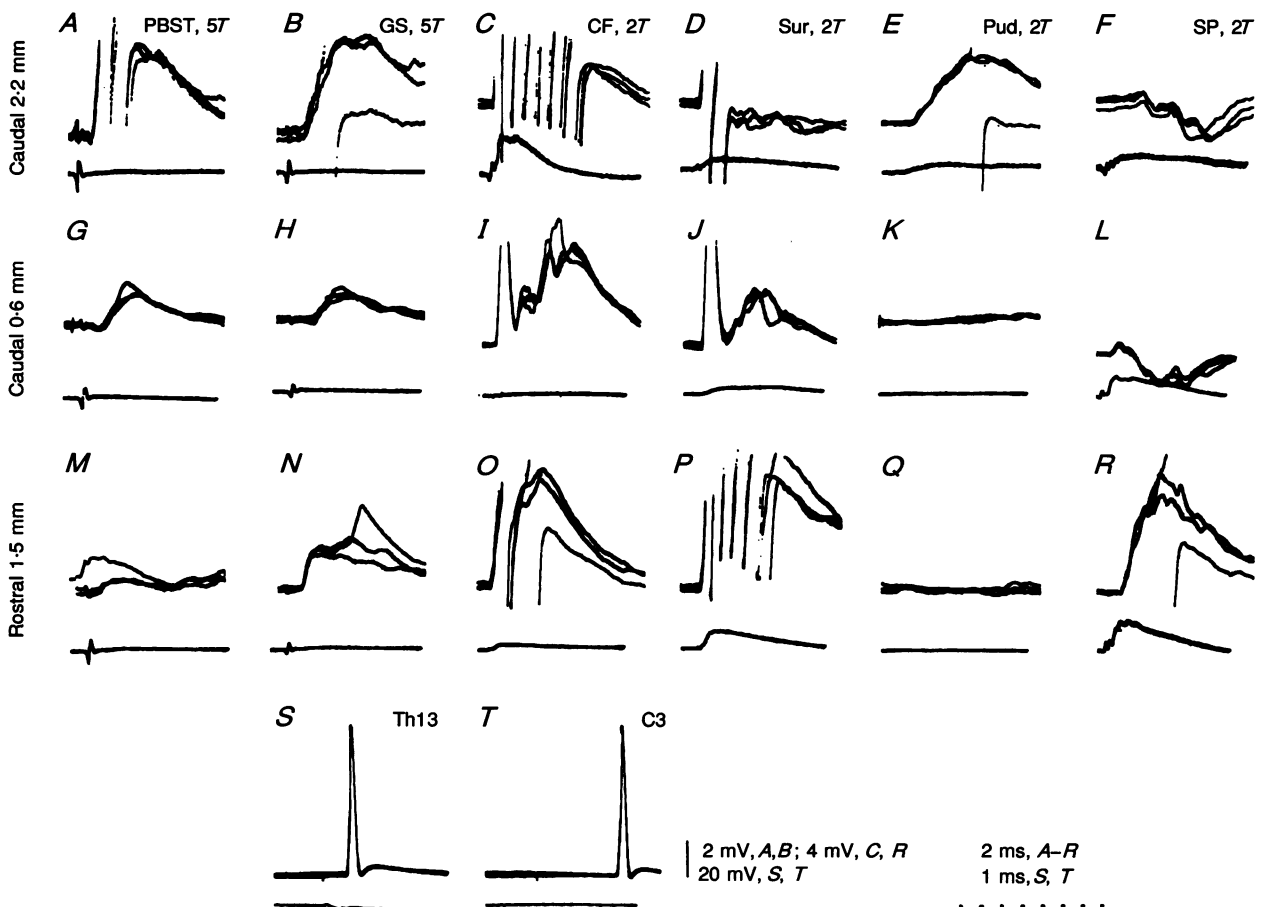 A PBST, 5T B GS, 5T C CF, 2T D Sur, 2T E Pud, 2T F SP, 2T
Caudal 2·2 mm
G H I J K L
Caudal 0·6 mm
M N O P Q R
Rostral 1·5 mm
S Th13 T C3
2 mV, A,B; 4 mV, C, R
20 mV, S, T
2 ms, A–R
1 ms, S, T